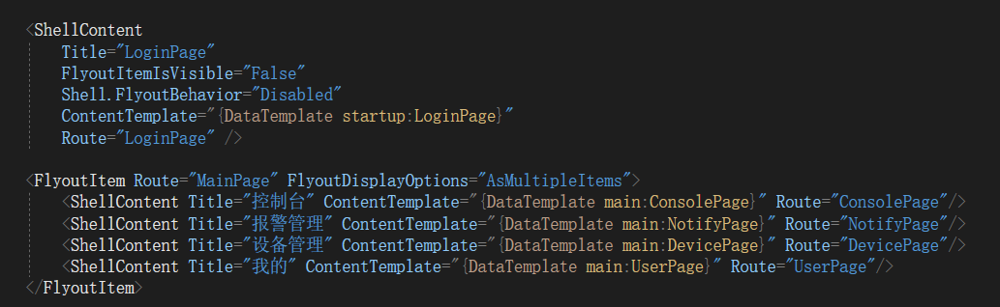 <ShellContent
Title="LoginPage"
FlyoutItemIsVisible="False"
Shell.FlyoutBehavior="Disabled"
ContentTemplate="{DataTemplate startup:LoginPage}"
Route="LoginPage" />
<FlyoutItem Route="MainPage" FlyoutDisplayOptions="AsMultipleItems">
<ShellContent Title="控制台" ContentTemplate="{DataTemplate main:ConsolePage}" Route="ConsolePage"/>
<ShellContent Title="报警管理" ContentTemplate="{DataTemplate main:NotifyPage}" Route="NotifyPage"/>
<ShellContent Title="设备管理" ContentTemplate="{DataTemplate main:DevicePage}" Route="DevicePage"/>
<ShellContent Title="我的" ContentTemplate="{DataTemplate main:UserPage}" Route="UserPage"/>
</FlyoutItem>